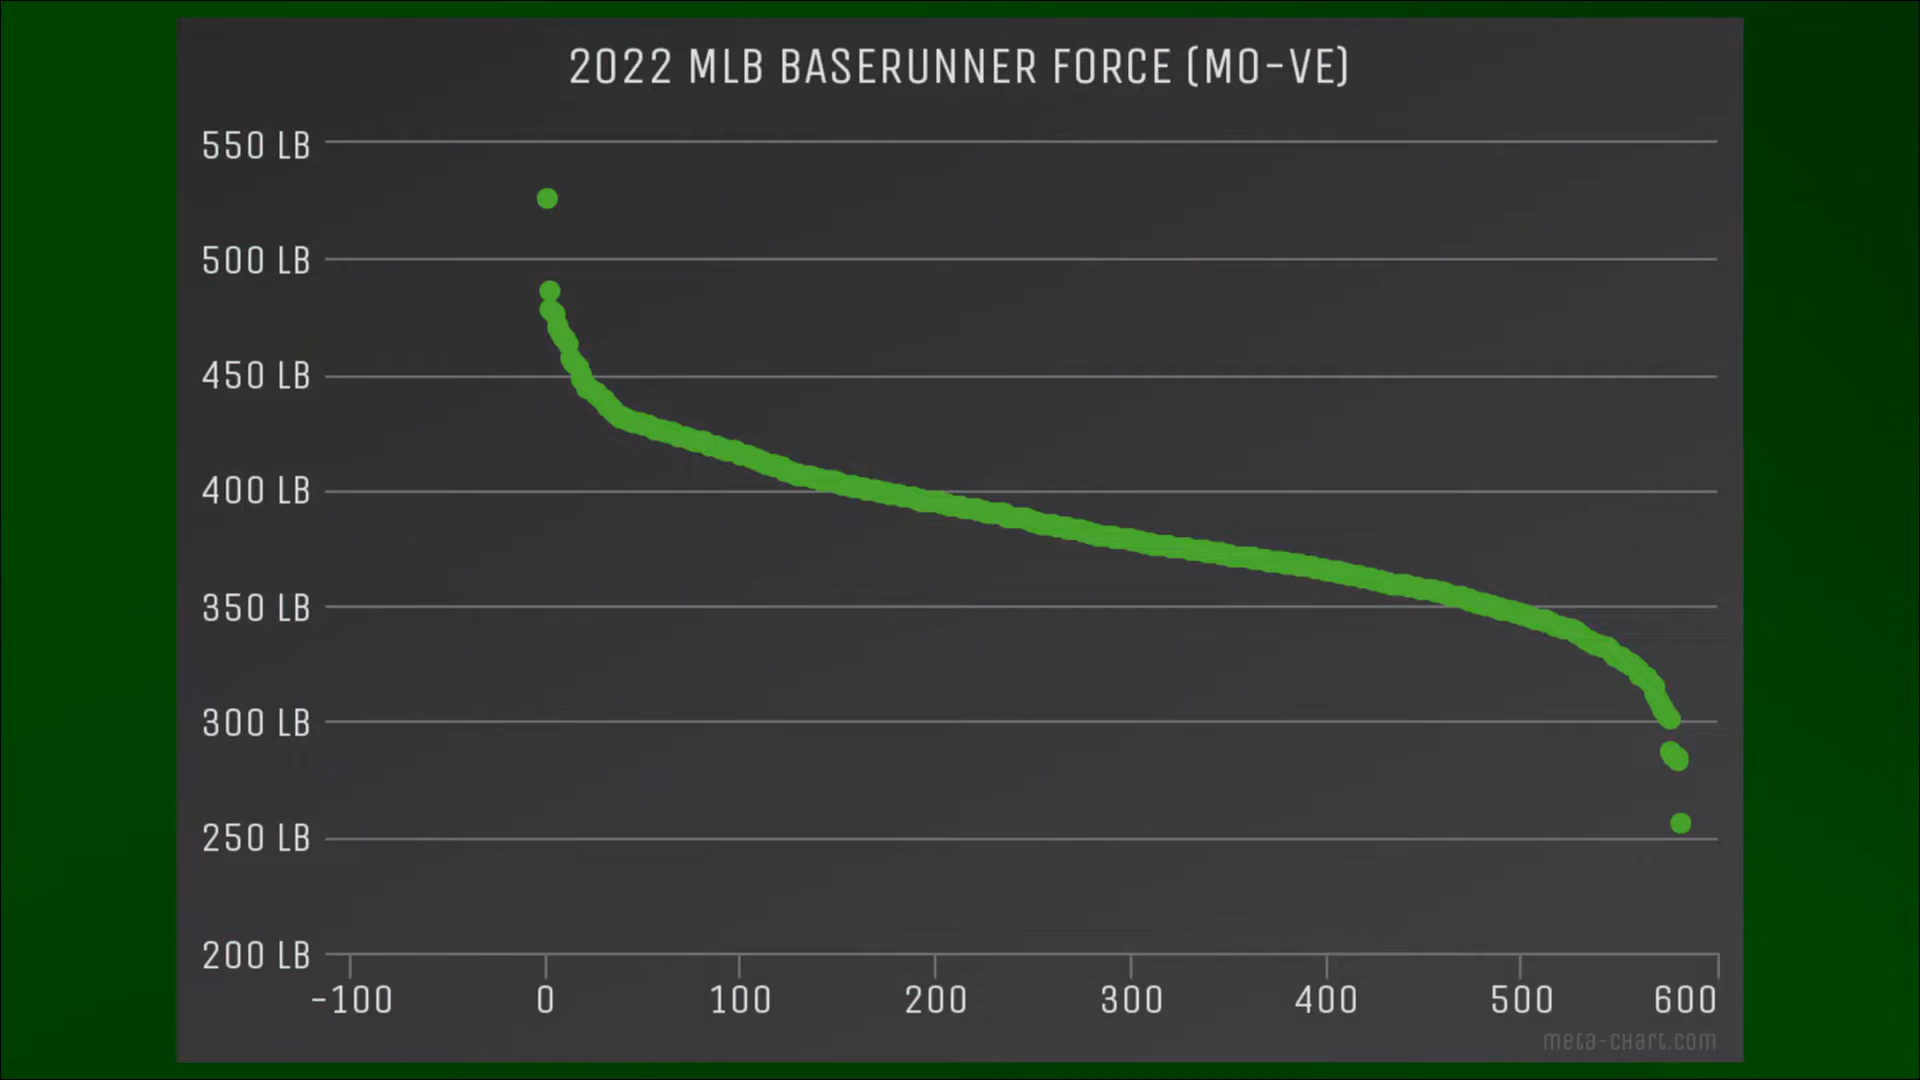 2022 MLB BASERUNNER FORCE (MO-VE)
550 LB
500 LB
450 LB
400 LB
350 LB
300 LB
250 LB
200 LB
-100 0 100 200 300 400 500 600
meta-chart.com